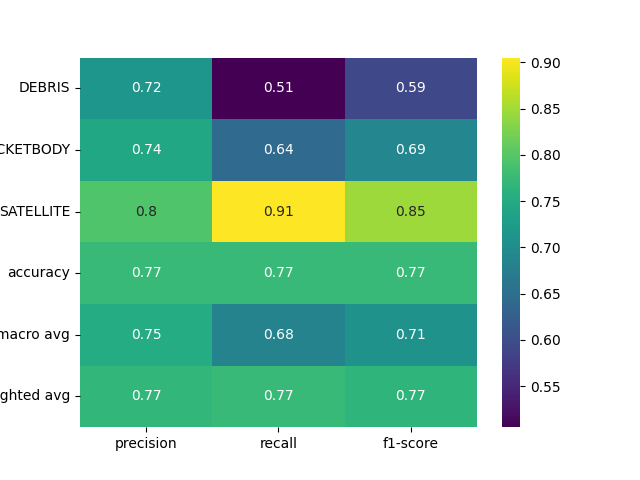 DEBRIS 0.72 0.51 0.59
CKETBODY 0.74 0.64 0.69
SATELLITE 0.8 0.91 0.85
accuracy 0.77 0.77 0.77
macro avg 0.75 0.68 0.71
ghted avg 0.77 0.77 0.77
precision recall f1-score
0.90
0.85
0.80
0.75
0.70
0.65
0.60
0.55